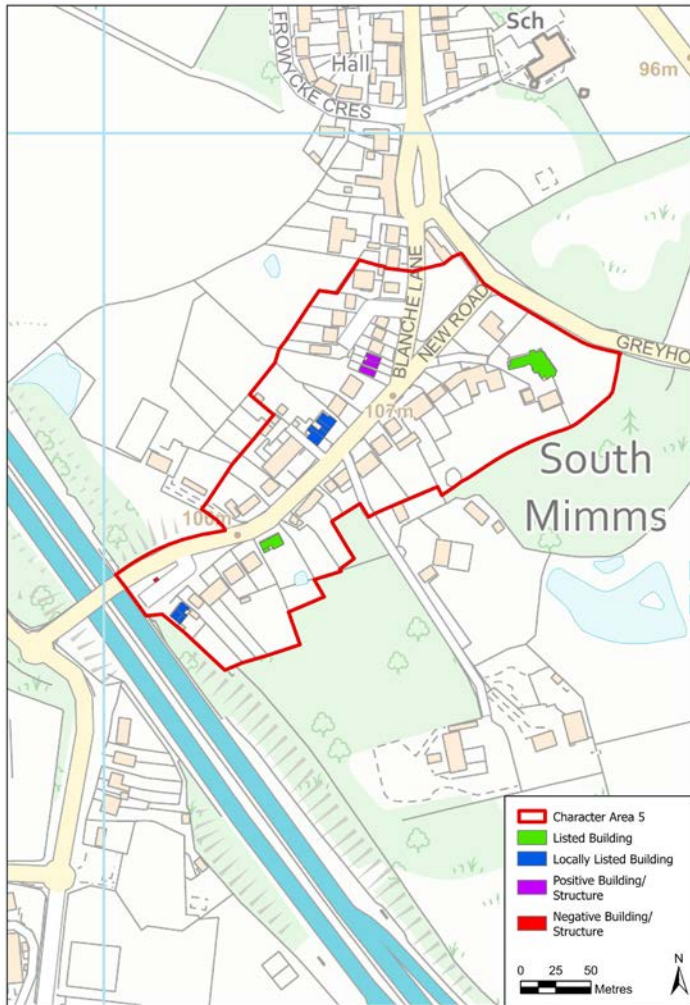 Sch
Hall
FROWYCKE CRES
96m
BLANCHE LANE
NEW ROAD
GREYHO
107m
South
Mimms
106m
Character Area 5
Listed Building
Locally Listed Building
Positive Building/
Structure
Negative Building/
Structure
N
0 25 50
Metres